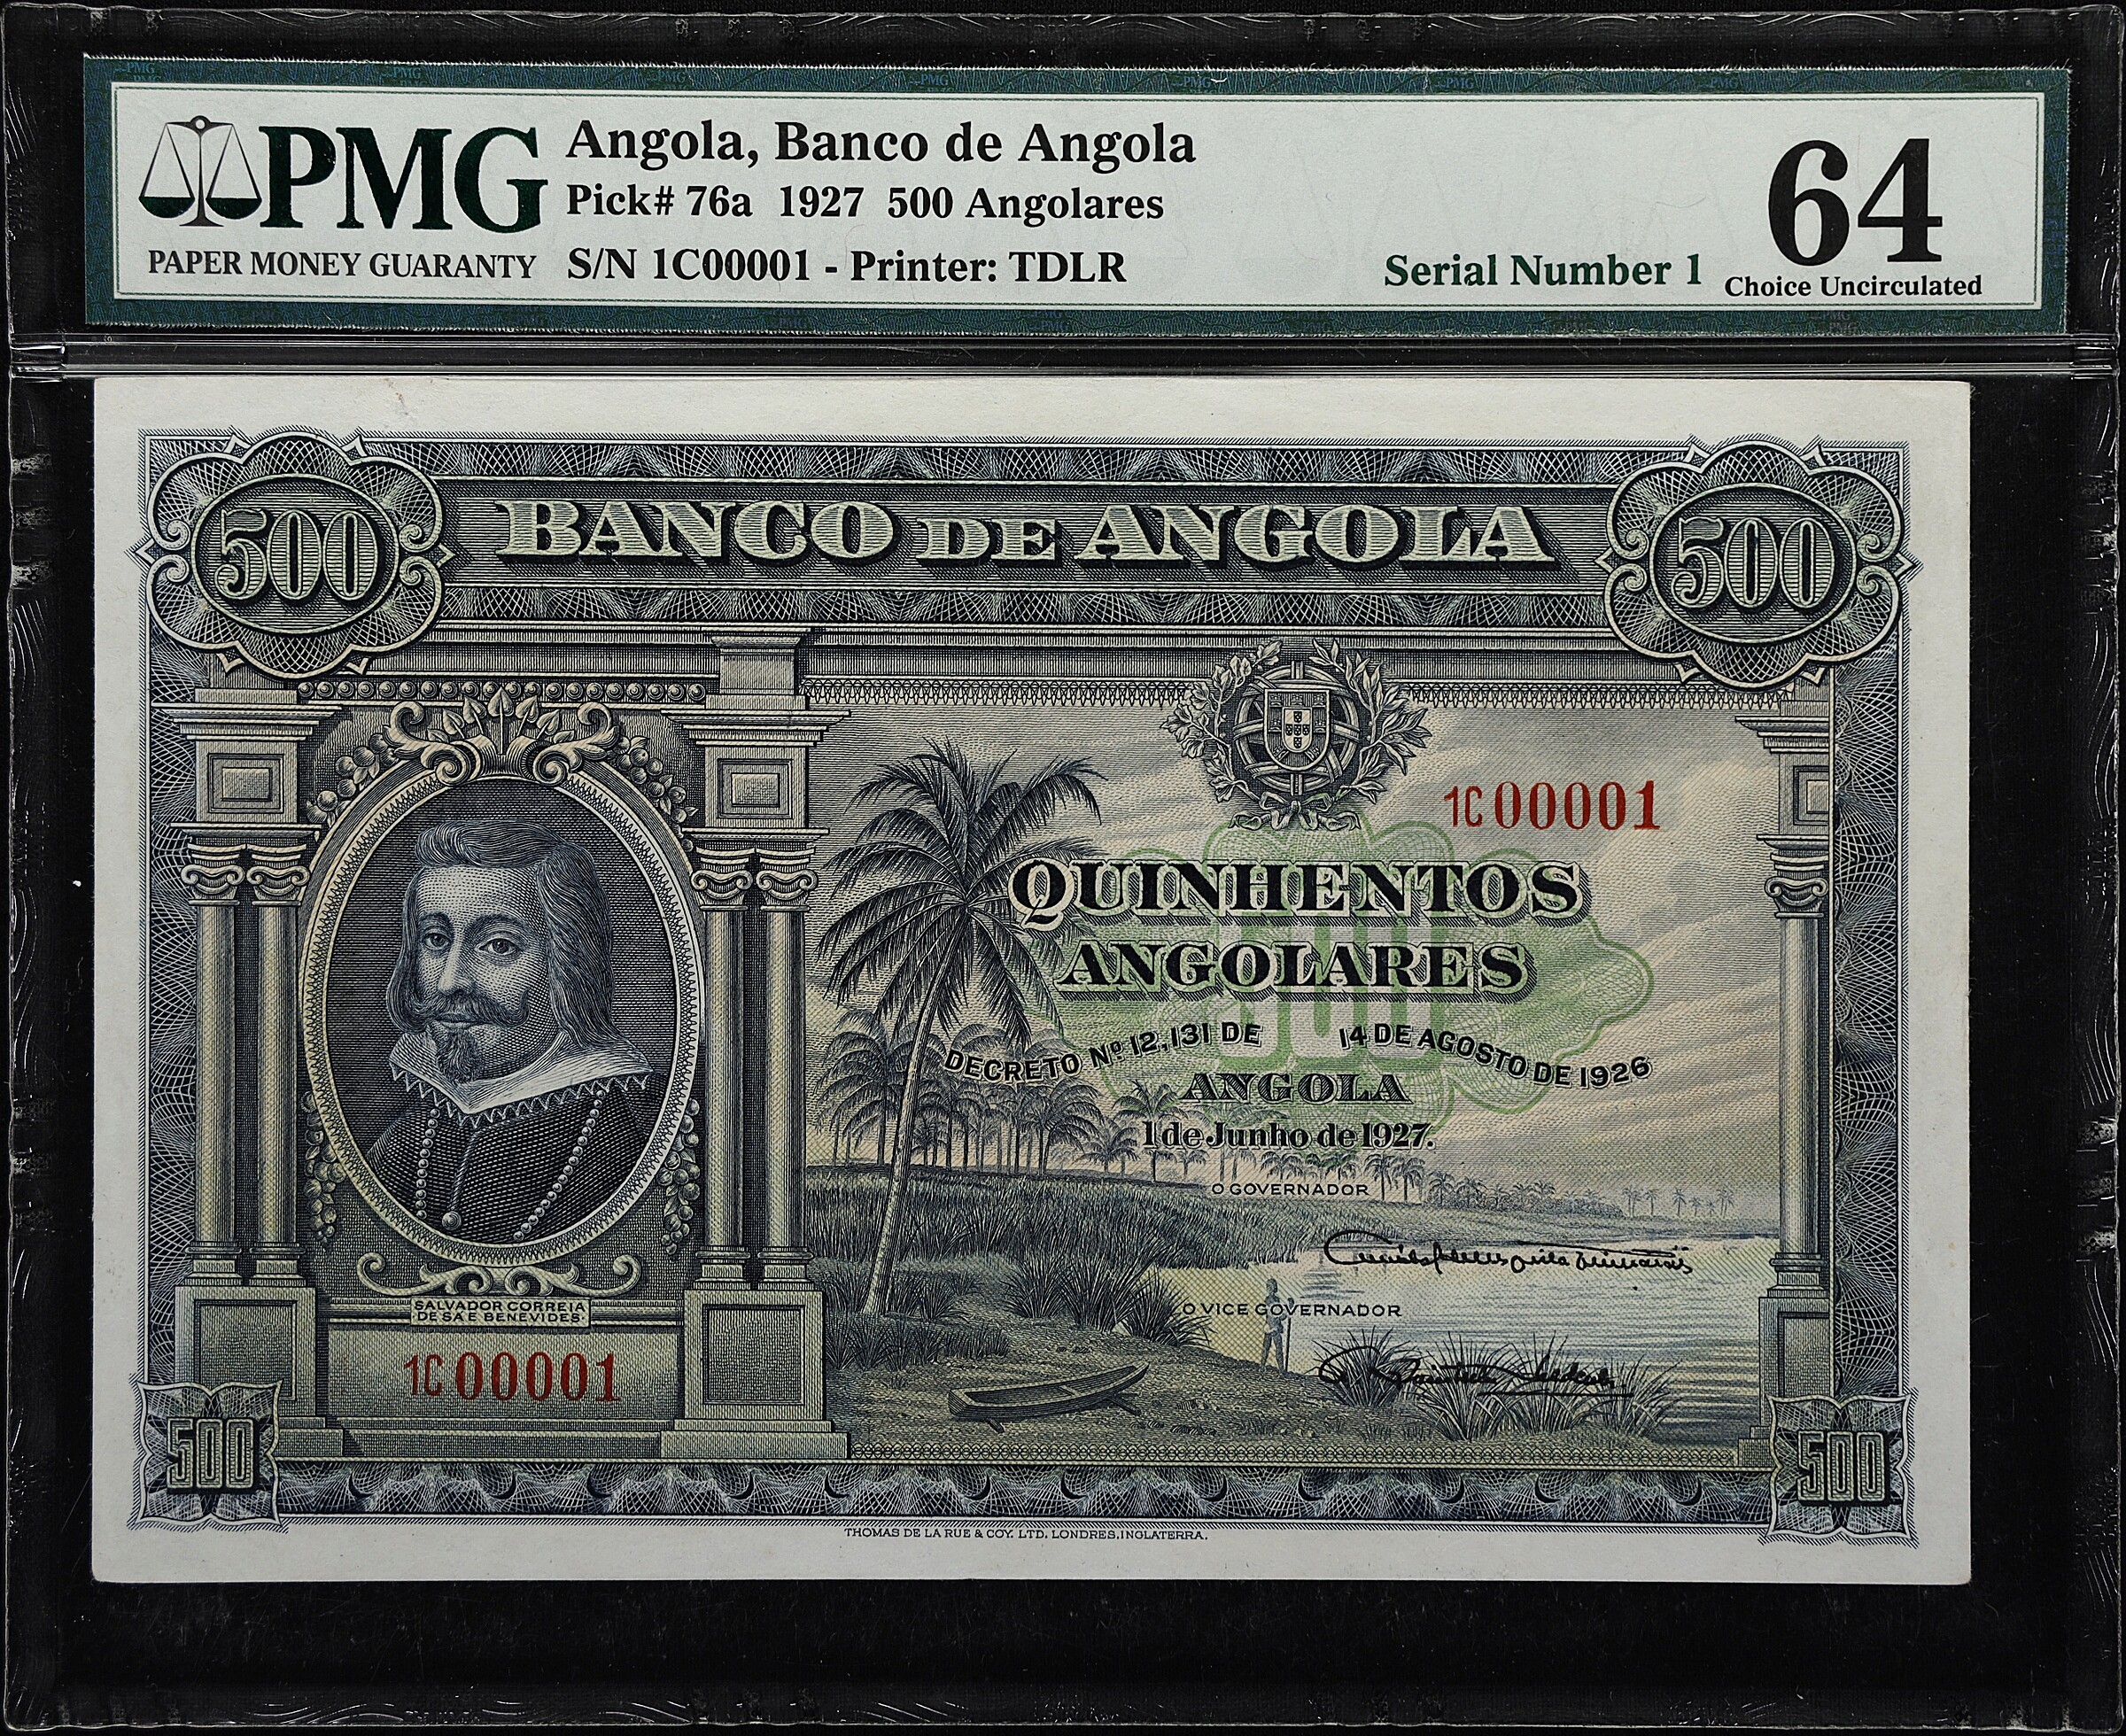 PMG
PAPER MONEY GUARANTY
Angola, Banco de Angola
Pick# 76a 1927 500 Angolares
S/N 1C00001 - Printer: TDLR
Serial Number 1
64
Choice Uncirculated
500
BANCO DE ANGOLA
500
1C00001
QUINHENTOS
ANGOLARES
500
DECRETO Nº 12,131 DE 14 DE AGOSTO DE 1926
ANGOLA
1 de Junho de 1927.
O GOVERNADOR
O VICE GOVERNADOR
SALVADOR CORREIA
DE SA E BENEVIDES.
1C00001
500
500
THOMAS DE LA RUE & COY. LTD. LONDRES, INGLATERRA.